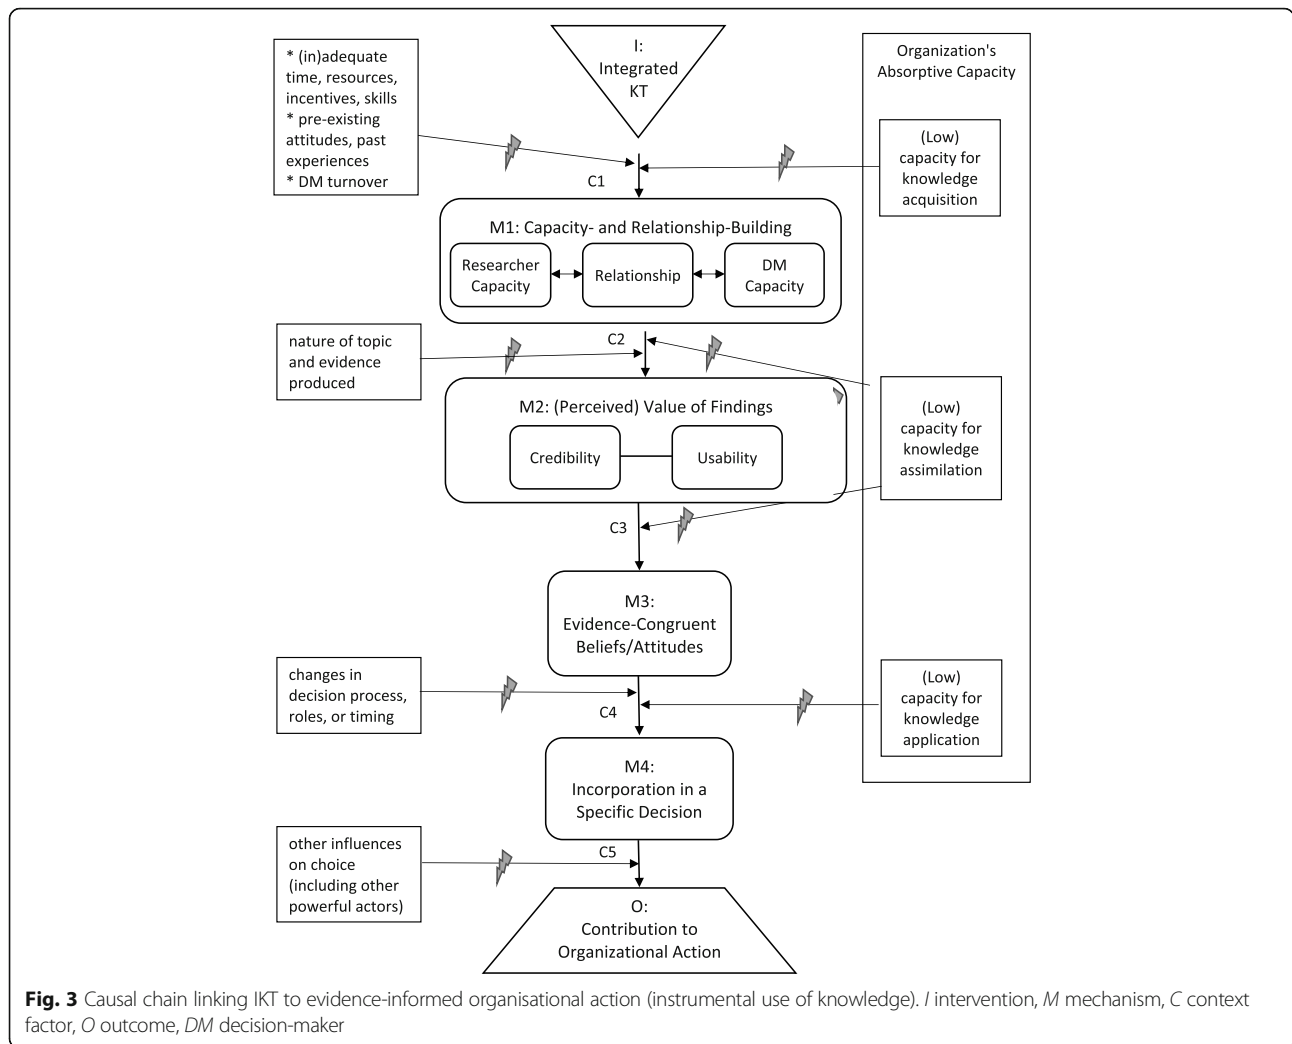 I:
Integrated
KT
* (in)adequate
time, resources,
incentives, skills
* pre-existing
attitudes, past
experiences
* DM turnover
Organization's
Absorptive Capacity
(Low)
capacity for
knowledge
acquisition
C1
M1: Capacity- and Relationship-Building
Researcher
Capacity
Relationship
DM
Capacity
nature of topic
and evidence
produced
C2
M2: (Perceived) Value of Findings
Credibility
Usability
(Low)
capacity for
knowledge
assimilation
C3
M3:
Evidence-Congruent
Beliefs/Attitudes
changes in
decision process,
roles, or timing
C4
(Low)
capacity for
knowledge
application
M4:
Incorporation in a
Specific Decision
other influences
on choice
(including other
powerful actors)
C5
O:
Contribution to
Organizational Action
Fig. 3 Causal chain linking IKT to evidence-informed organisational action (instrumental use of knowledge). I intervention, M mechanism, C context
factor, O outcome, DM decision-maker